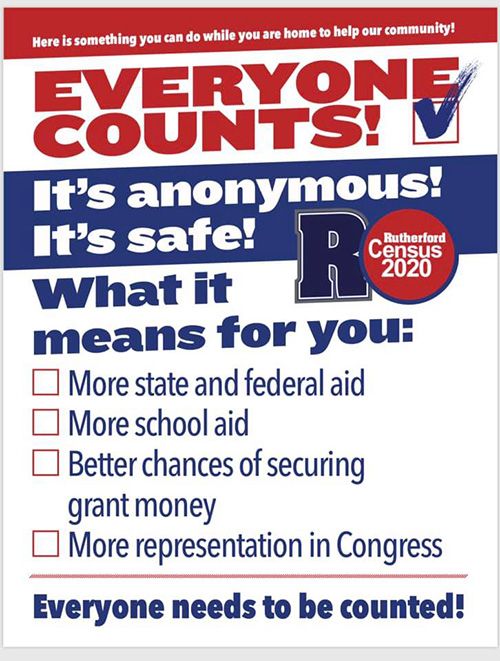 Here is something you can do while you are home to help our community!
EVERYONE
COUNTS!
It's anonymous!
It's safe!
R
Rutherford
Census
2020
What it
means for you:
More state and federal aid
More school aid
Better chances of securing
grant money
More representation in Congress
Everyone needs to be counted!